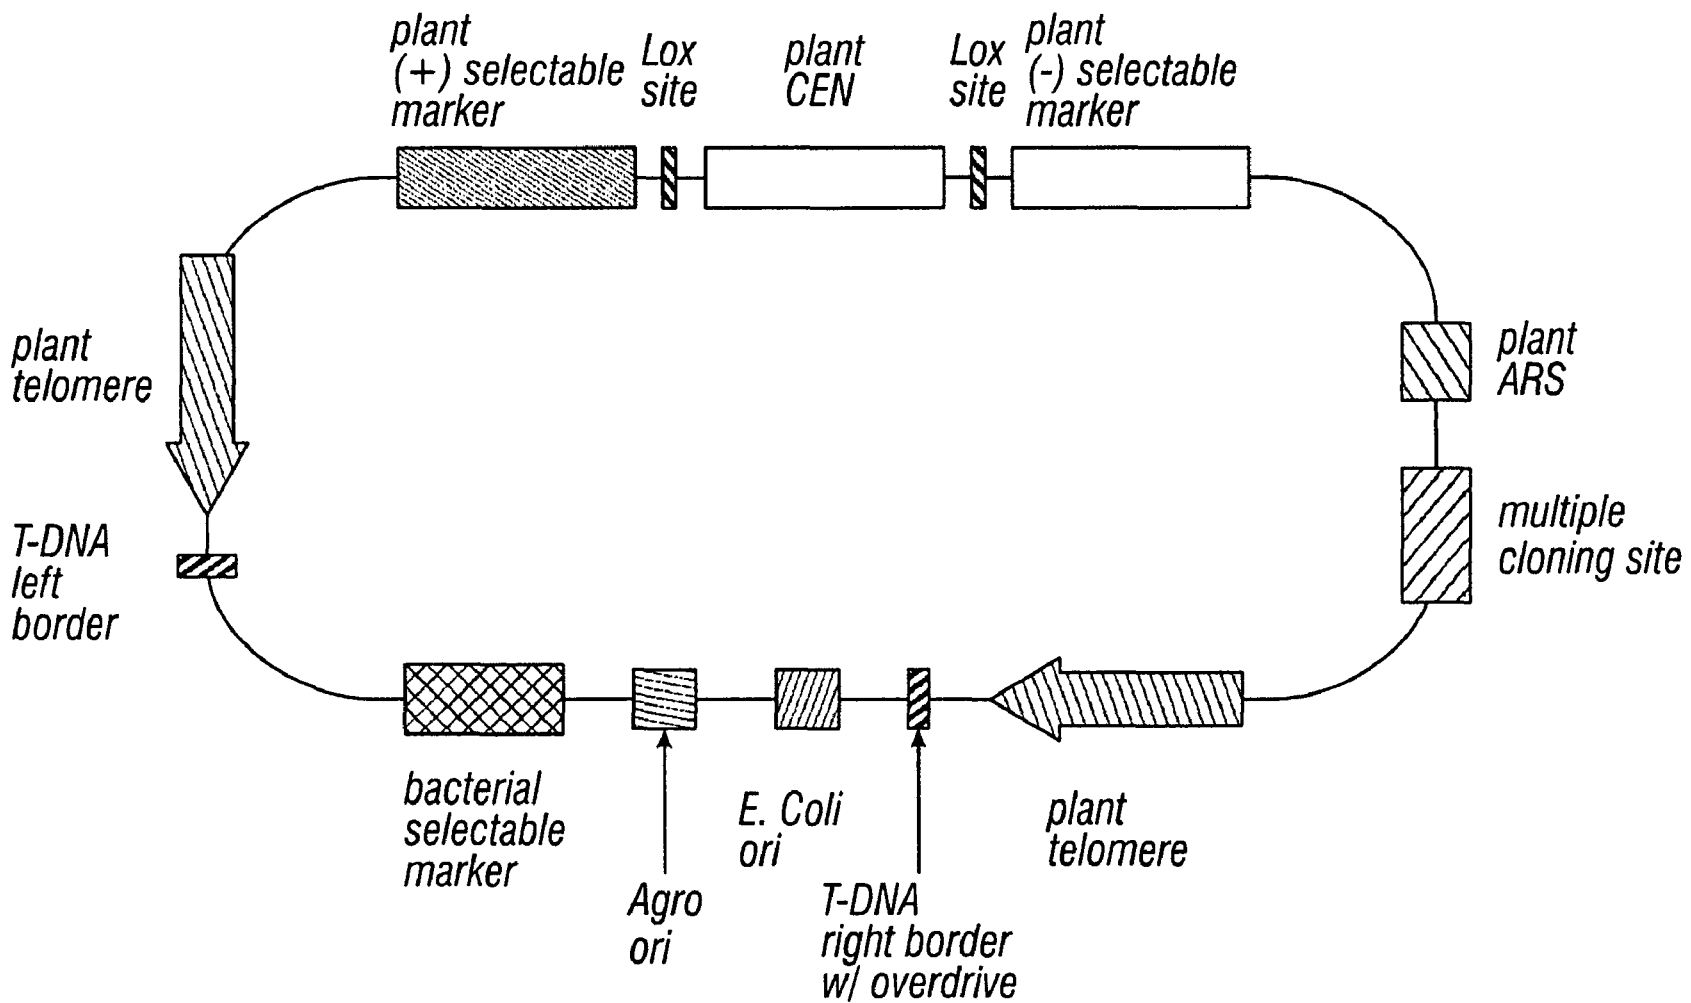 plant
(+) selectable
marker
Lox
site
plant
CEN
Lox
site
plant
(-) selectable
marker
plant
telomere
plant
ARS
T-DNA
left
border
multiple
cloning site
bacterial
selectable
marker
Agro
ori
E. Coli
ori
T-DNA
right border
w/ overdrive
plant
telomere